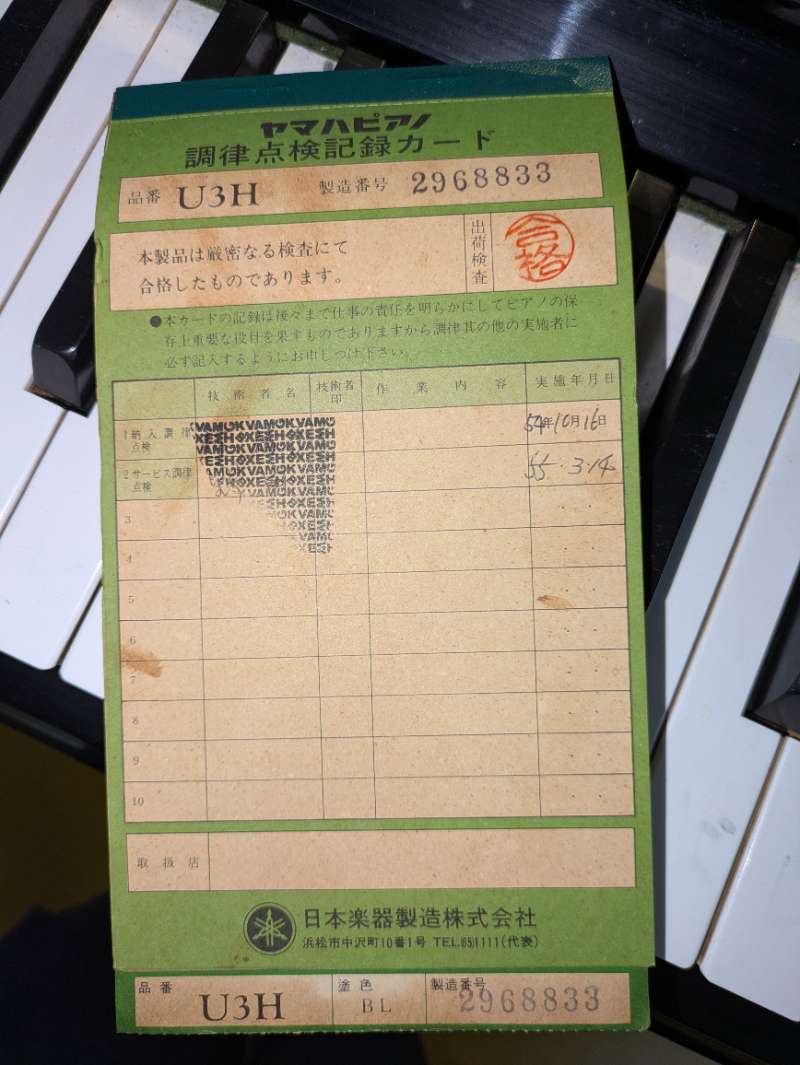 ヤマハピアノ
調律点検記録カード
品番 U3H 製造番号 2968833
本製品は厳密なる検査にて
合格したものであります。
出荷検査
合格
●本カードの記録は後々まで仕事の責任を明らかにしてピアノの保
存上重要な役目を果すものでありますから調律其の他の実施者に
必ず記入するようにお申しつけ下さい。
技術者名 技術者印 作業内容 実施年月日
1 納入調律点検 54年10月16日
2 サービス調律点検 55・3・14
3
4
5
6
7
8
9
10
取扱店
日本楽器製造株式会社
浜松市中沢町10番1号 TEL(65)1111(代表)
品番 U3H 塗色 BL 製造番号 2968833